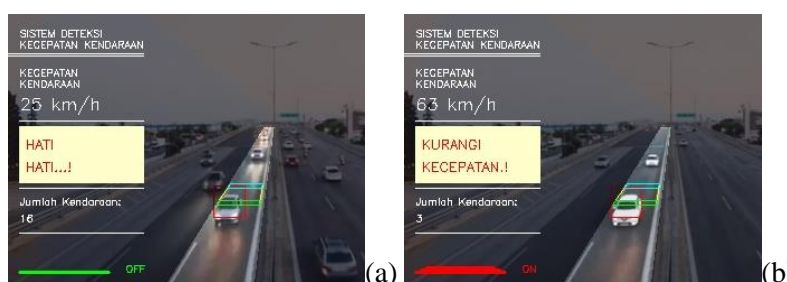 SISTEM DETEKSI
KECEPATAN KENDARAAN
KECEPATAN
KENDARAAN
25 km/h
HATI
HATI...!
Jumlah Kendaraan:
16
OFF
(a)
SISTEM DETEKSI
KECEPATAN KENDARAAN
KECEPATAN
KENDARAAN
63 km/h
KURANGI
KECEPATAN.!
Jumlah Kendaraan:
3
ON
(b